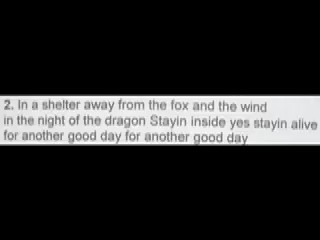 2. In a shelter away from the fox and the wind
in the night of the dragon Stayin inside yes stayin alive
for another good day for another good day